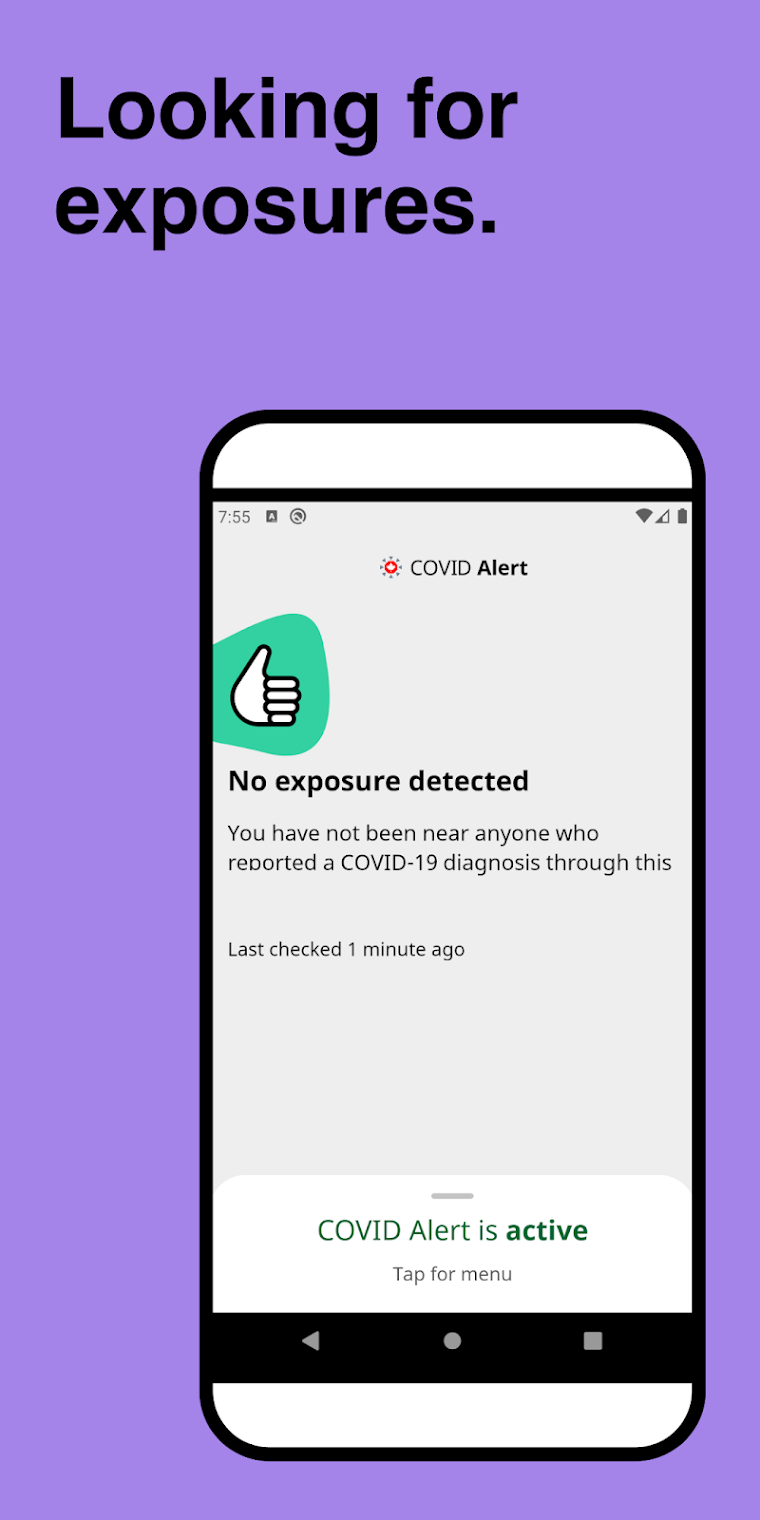 Looking for
exposures.
7:55
COVID Alert
No exposure detected
You have not been near anyone who
reported a COVID-19 diagnosis through this
Last checked 1 minute ago
COVID Alert is active
Tap for menu